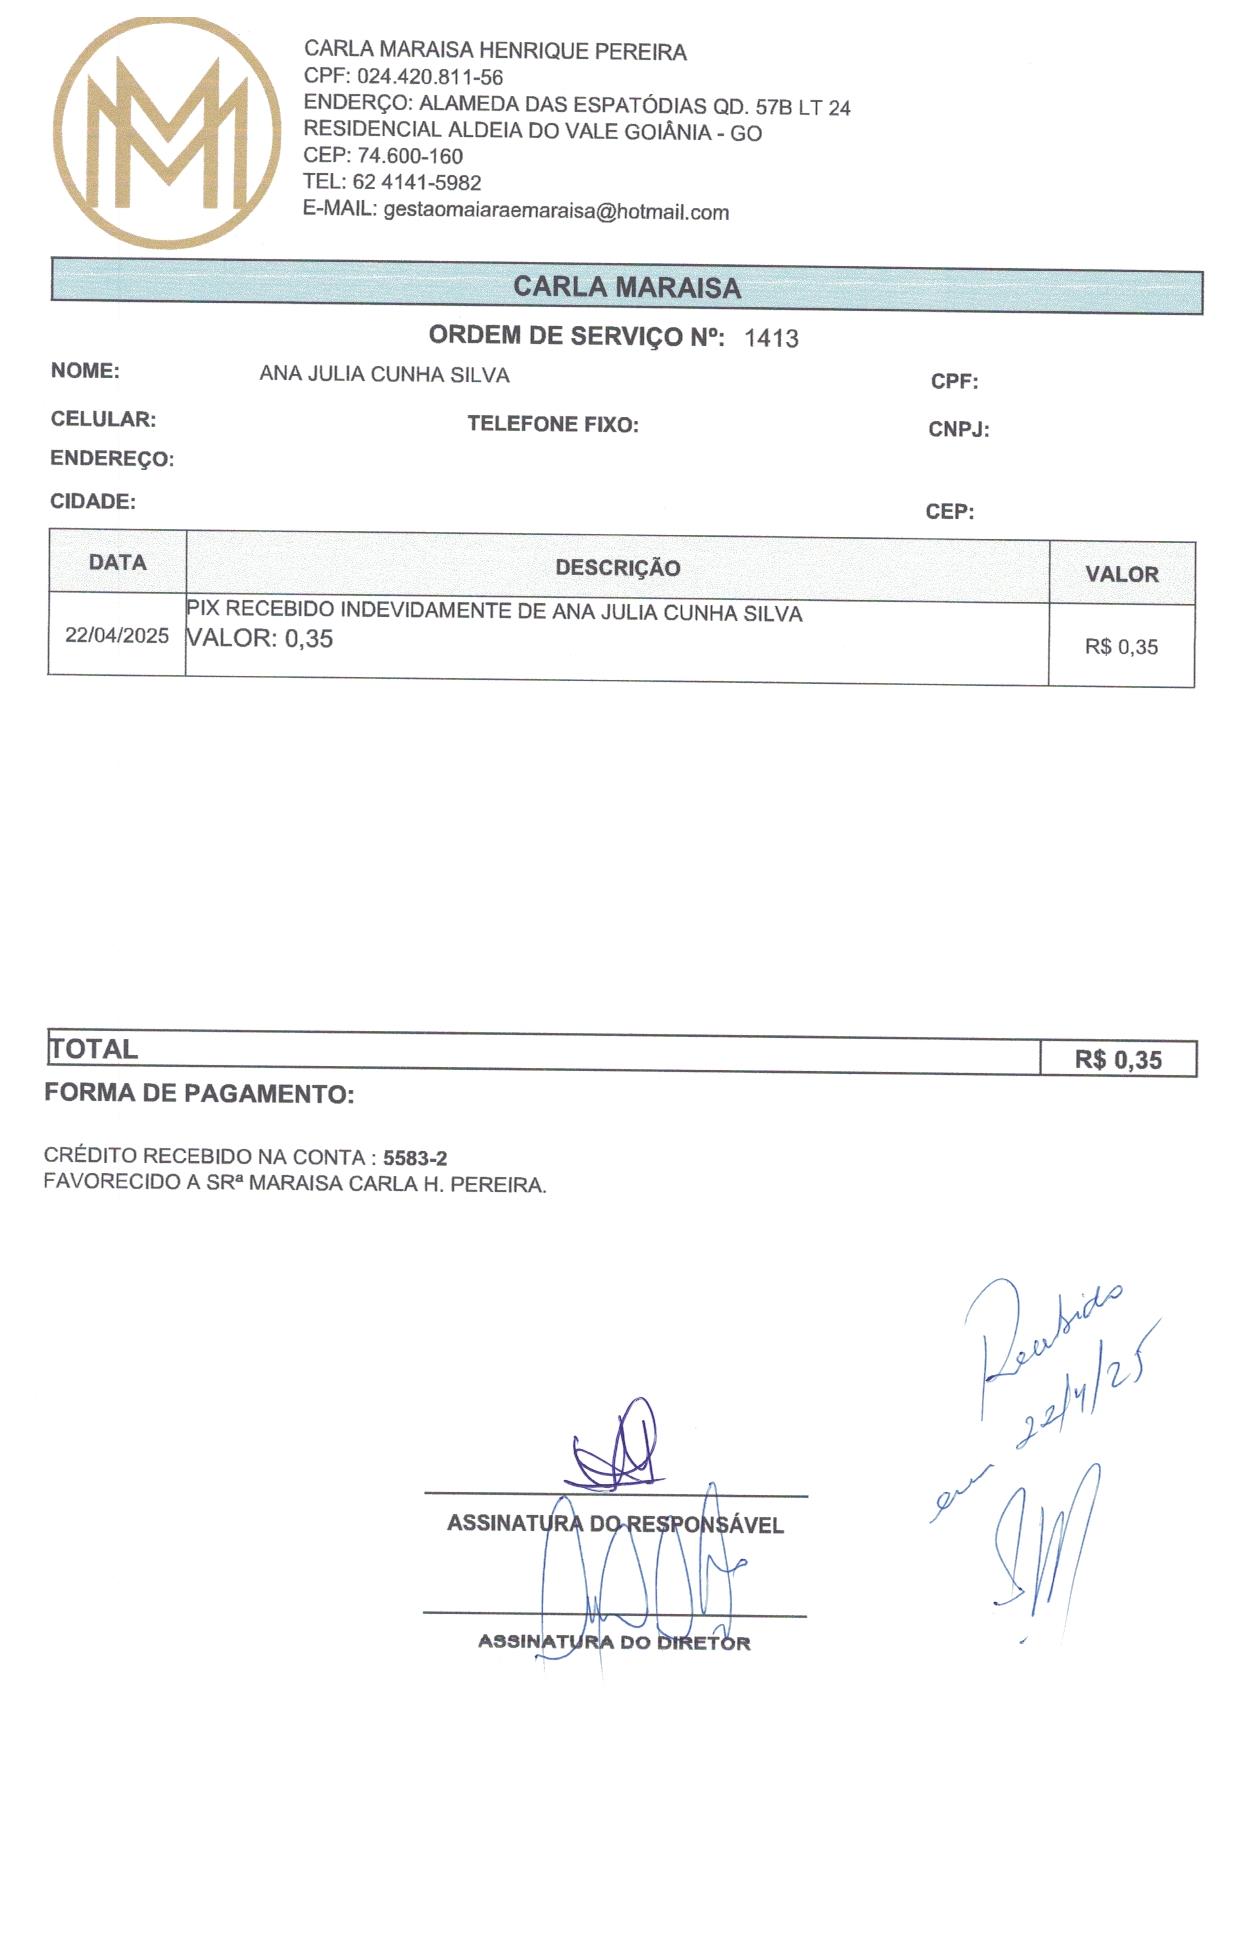 CARLA MARAISA HENRIQUE PEREIRA
CPF: 024.420.811-56
ENDERÇO: ALAMEDA DAS ESPATÓDIAS QD. 57B LT 24
RESIDENCIAL ALDEIA DO VALE GOIÂNIA - GO
CEP: 74.600-160
TEL: 62 4141-5982
E-MAIL: gestaomaiaraemaraisa@hotmail.com
CARLA MARAISA
ORDEM DE SERVIÇO Nº: 1413
NOME: ANA JULIA CUNHA SILVA CPF:
CELULAR: TELEFONE FIXO: CNPJ:
ENDEREÇO:
CIDADE: CEP:
DATA DESCRIÇÃO VALOR
PIX RECEBIDO INDEVIDAMENTE DE ANA JULIA CUNHA SILVA
22/04/2025 VALOR: 0,35 R$ 0,35
TOTAL R$ 0,35
FORMA DE PAGAMENTO:
CRÉDITO RECEBIDO NA CONTA : 5583-2
FAVORECIDO A SRª MARAISA CARLA H. PEREIRA.
Recebido
em 22/4/25
ASSINATURA DO RESPONSÁVEL
ASSINATURA DO DIRETOR